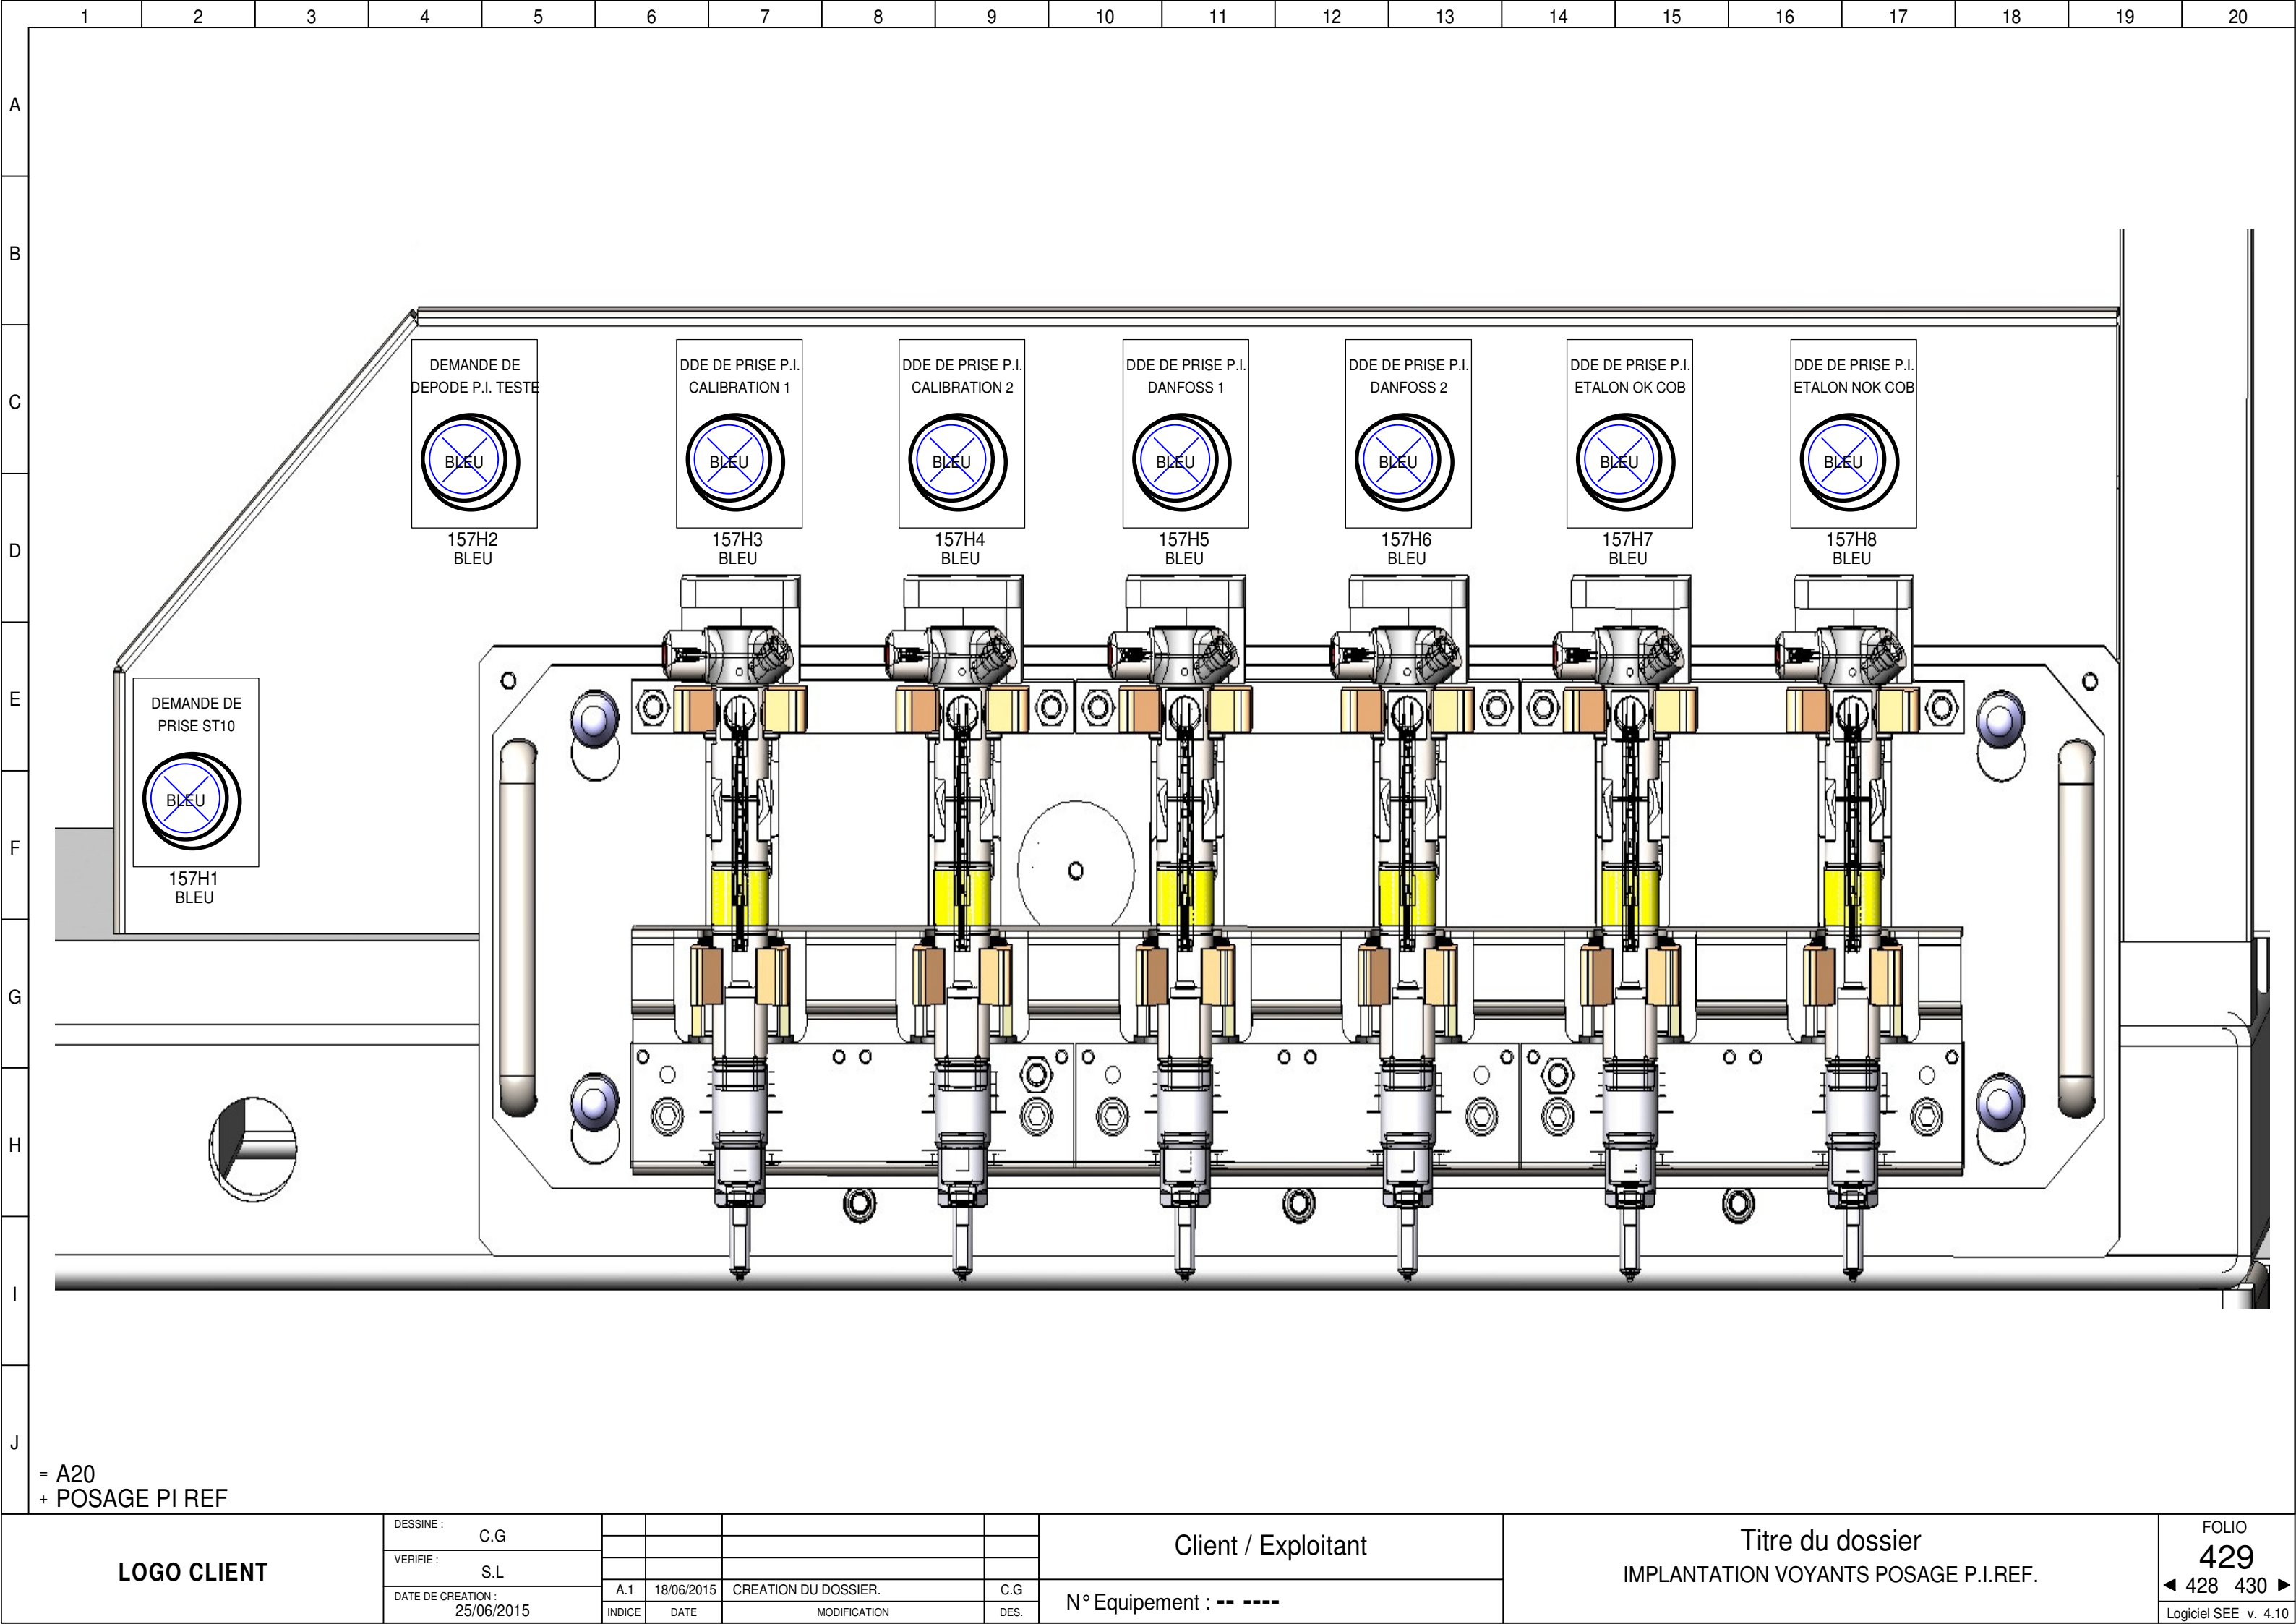 1 2 3 4 5 6 7 8 9 10 11 12 13 14 15 16 17 18 19 20
A
B
C
D
E
F
G
H
I
J
DEMANDE DE
DEPODE P.I. TESTE
BLEU
157H2
BLEU
DDE DE PRISE P.I.
CALIBRATION 1
BLEU
157H3
BLEU
DDE DE PRISE P.I.
CALIBRATION 2
BLEU
157H4
BLEU
DDE DE PRISE P.I.
DANFOSS 1
BLEU
157H5
BLEU
DDE DE PRISE P.I.
DANFOSS 2
BLEU
157H6
BLEU
DDE DE PRISE P.I.
ETALON OK COB
BLEU
157H7
BLEU
DDE DE PRISE P.I.
ETALON NOK COB
BLEU
157H8
BLEU
DEMANDE DE
PRISE ST10
BLEU
157H1
BLEU
= A20
+ POSAGE PI REF
LOGO CLIENT
DESSINE :
C.G
VERIFIE :
S.L
DATE DE CREATION :
25/06/2015
A.1 18/06/2015 CREATION DU DOSSIER. C.G
INDICE DATE MODIFICATION DES.
Client / Exploitant
N° Equipement : -- ----
Titre du dossier
IMPLANTATION VOYANTS POSAGE P.I.REF.
FOLIO
429
◄ 428 430 ►
Logiciel SEE v. 4.10